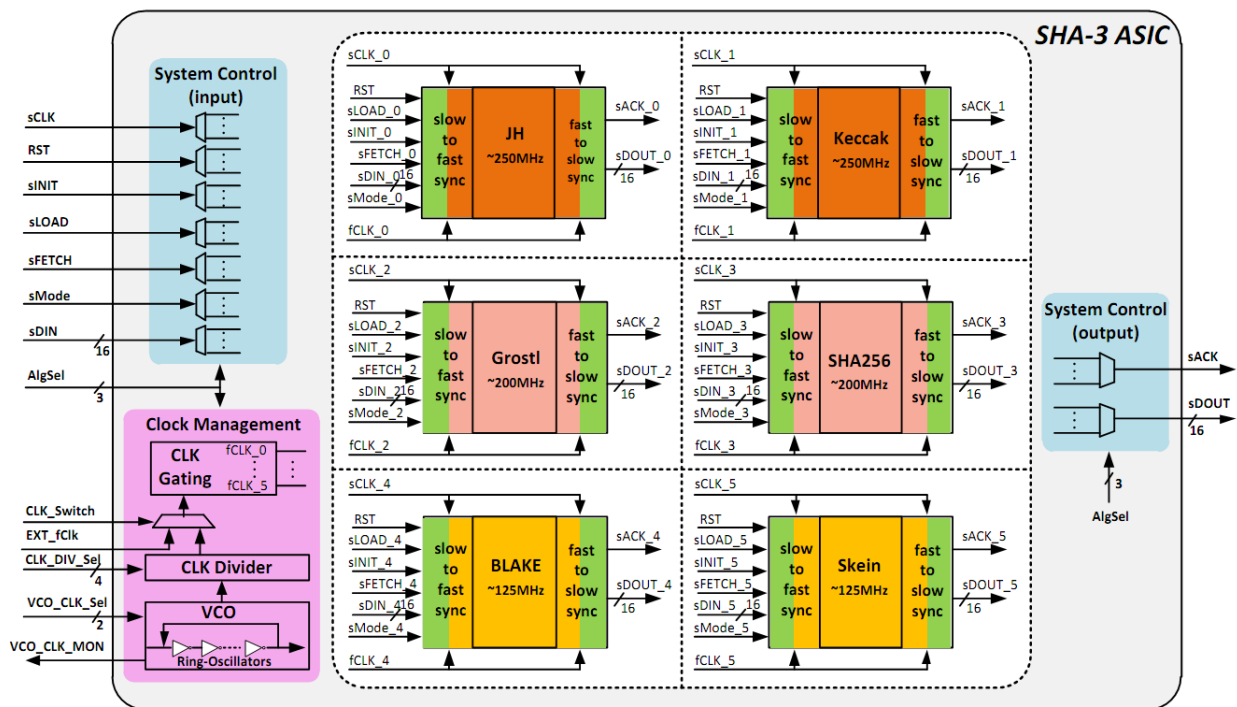 SHA-3 ASIC
System Control
(input)
sCLK
RST
sINIT
sLOAD
sFETCH
sMode
sDIN
16
AlgSel
3
Clock Management
CLK
Gating
fCLK_0
fCLK_5
CLK_Switch
EXT_fClk
CLK_DIV_Sel
4
CLK Divider
VCO_CLK_Sel
2
VCO
VCO_CLK_MON
Ring-Oscillators
sCLK_0
RST
sLOAD_0
sINIT_0
sFETCH_0
sDIN_0
16
sMode_0
fCLK_0
slow
to
fast
sync
JH
~250MHz
fast
to
slow
sync
sACK_0
sDOUT_0
16
sCLK_1
RST
sLOAD_1
sINIT_1
sFETCH_1
sDIN_1
16
sMode_1
fCLK_1
slow
to
fast
sync
Keccak
~250MHz
fast
to
slow
sync
sACK_1
sDOUT_1
16
sCLK_2
RST
sLOAD_2
sINIT_2
sFETCH_2
sDIN_2
16
sMode_2
fCLK_2
slow
to
fast
sync
Grostl
~200MHz
fast
to
slow
sync
sACK_2
sDOUT_2
16
sCLK_3
RST
sLOAD_3
sINIT_3
sFETCH_3
sDIN_3
16
sMode_3
fCLK_3
slow
to
fast
sync
SHA256
~200MHz
fast
to
slow
sync
sACK_3
sDOUT_3
16
sCLK_4
RST
sLOAD_4
sINIT_4
sFETCH_4
sDIN_4
16
sMode_4
fCLK_4
slow
to
fast
sync
BLAKE
~125MHz
fast
to
slow
sync
sACK_4
sDOUT_4
16
sCLK_5
RST
sLOAD_5
sINIT_5
sFETCH_5
sDIN_5
16
sMode_5
fCLK_5
slow
to
fast
sync
Skein
~125MHz
fast
to
slow
sync
sACK_5
sDOUT_5
16
System Control
(output)
sACK
sDOUT
16
3
AlgSel